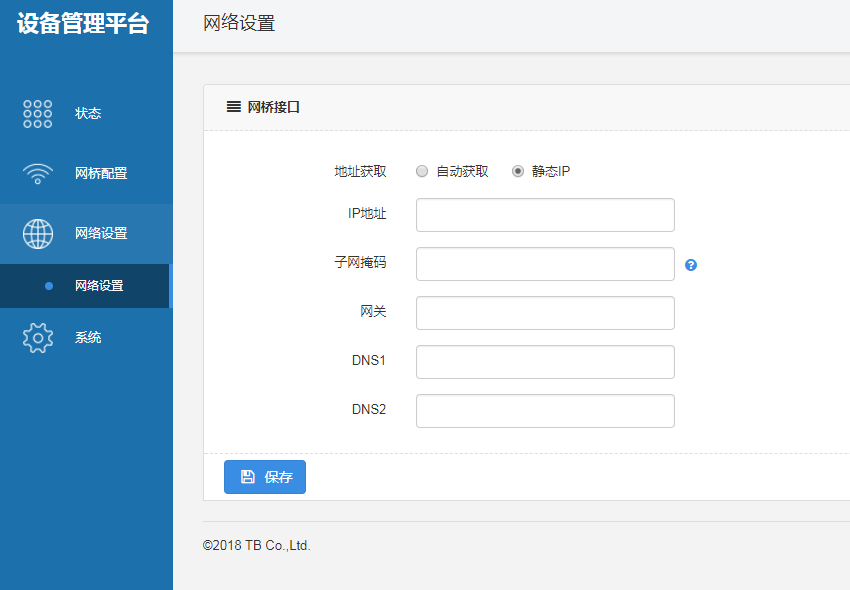 设备管理平台
网络设置
状态
网桥配置
网络设置
网络设置
系统
网桥接口
地址获取 自动获取 静态IP
IP地址
子网掩码 ?
网关
DNS1
DNS2
保存
©2018 TB Co.,Ltd.